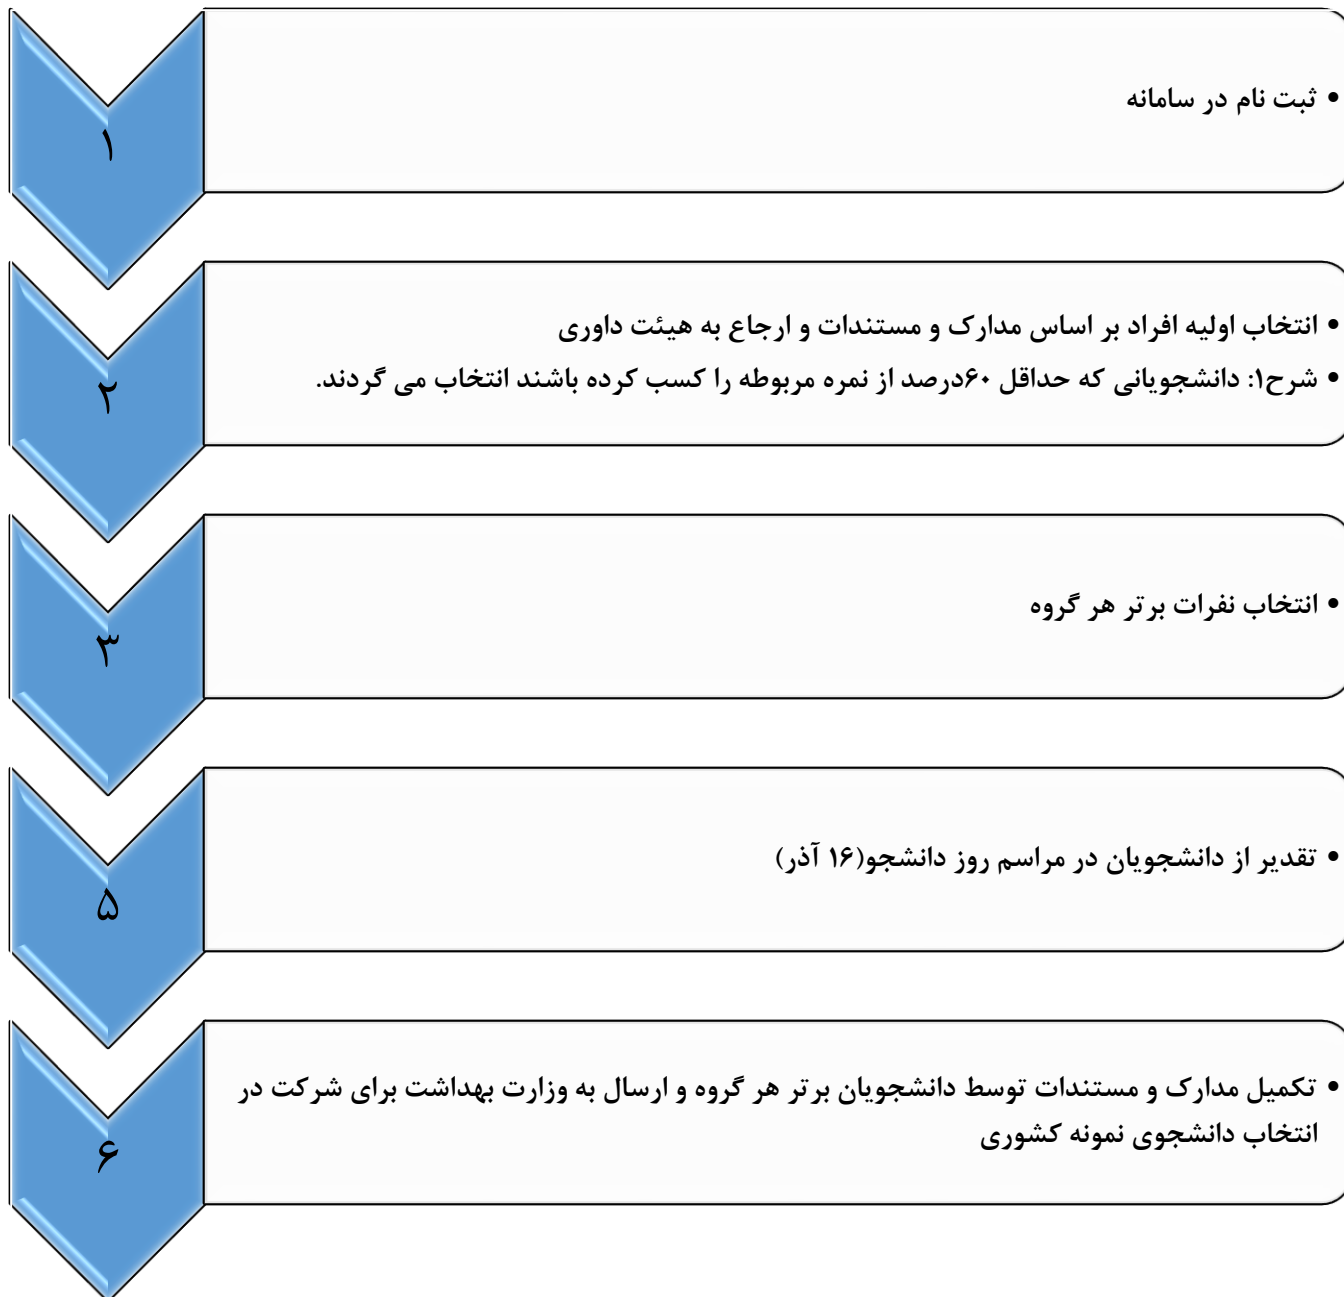 ۱
• ثبت نام در سامانه
۲
• انتخاب اولیه افراد بر اساس مدارک و مستندات و ارجاع به هیئت داوری
• شرح۱: دانشجویانی که حداقل ۶۰درصد از نمره مربوطه را کسب کرده باشند انتخاب می گردند.
۳
• انتخاب نفرات برتر هر گروه
۵
• تقدیر از دانشجویان در مراسم روز دانشجو(۱۶ آذر)
۶
• تکمیل مدارک و مستندات توسط دانشجویان برتر هر گروه و ارسال به وزارت بهداشت برای شرکت در
انتخاب دانشجوی نمونه کشوری